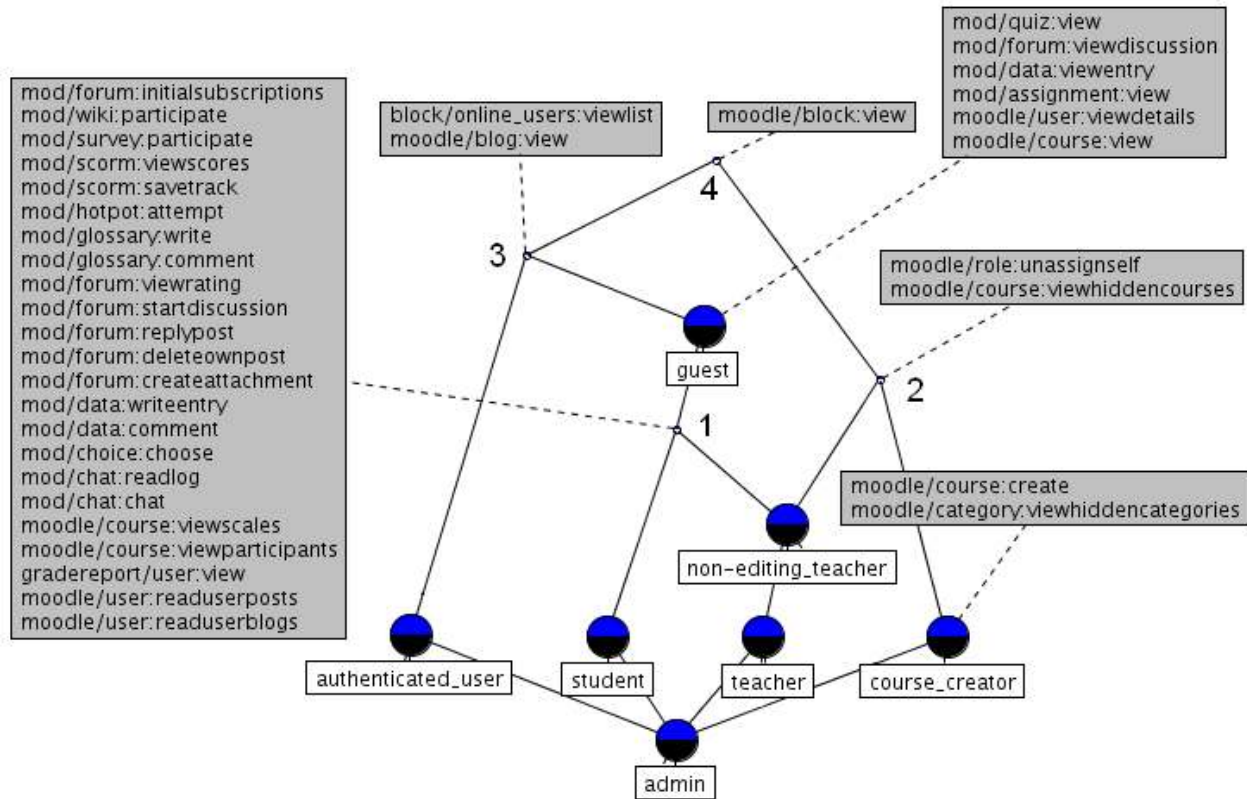 mod/quiz:view
mod/forum:viewdiscussion
mod/data:viewentry
mod/assignment:view
moodle/user:viewdetails
moodle/course:view
block/online_users:viewlist
moodle/blog:view
moodle/block:view
mod/forum:initialsubscriptions
mod/wiki:participate
mod/survey:participate
mod/scorm:viewscores
mod/scorm:savetrack
mod/hotpot:attempt
mod/glossary:write
mod/glossary:comment
mod/forum:viewrating
mod/forum:startdiscussion
mod/forum:replypost
mod/forum:deleteownpost
mod/forum:createattachment
mod/data:writeentry
mod/data:comment
mod/choice:choose
mod/chat:readlog
mod/chat:chat
moodle/course:viewscales
moodle/course:viewparticipants
gradereport/user:view
moodle/user:readuserposts
moodle/user:readuserblogs
4
3
moodle/role:unassignself
moodle/course:viewhiddencourses
guest
2
1
moodle/course:create
moodle/category:viewhiddencategories
non-editing_teacher
authenticated_user
student
teacher
course_creator
admin